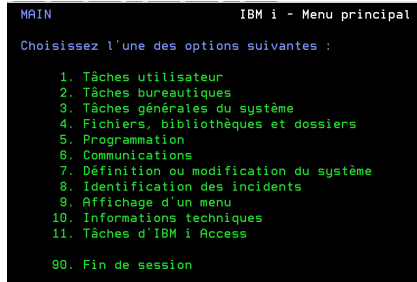 MAIN IBM i - Menu principal
Choisissez l'une des options suivantes :
1. Tâches utilisateur
2. Tâches bureautiques
3. Tâches générales du système
4. Fichiers, bibliothèques et dossiers
5. Programmation
6. Communications
7. Définition ou modification du système
8. Identification des incidents
9. Affichage d'un menu
10. Informations techniques
11. Tâches d'IBM i Access
90. Fin de session